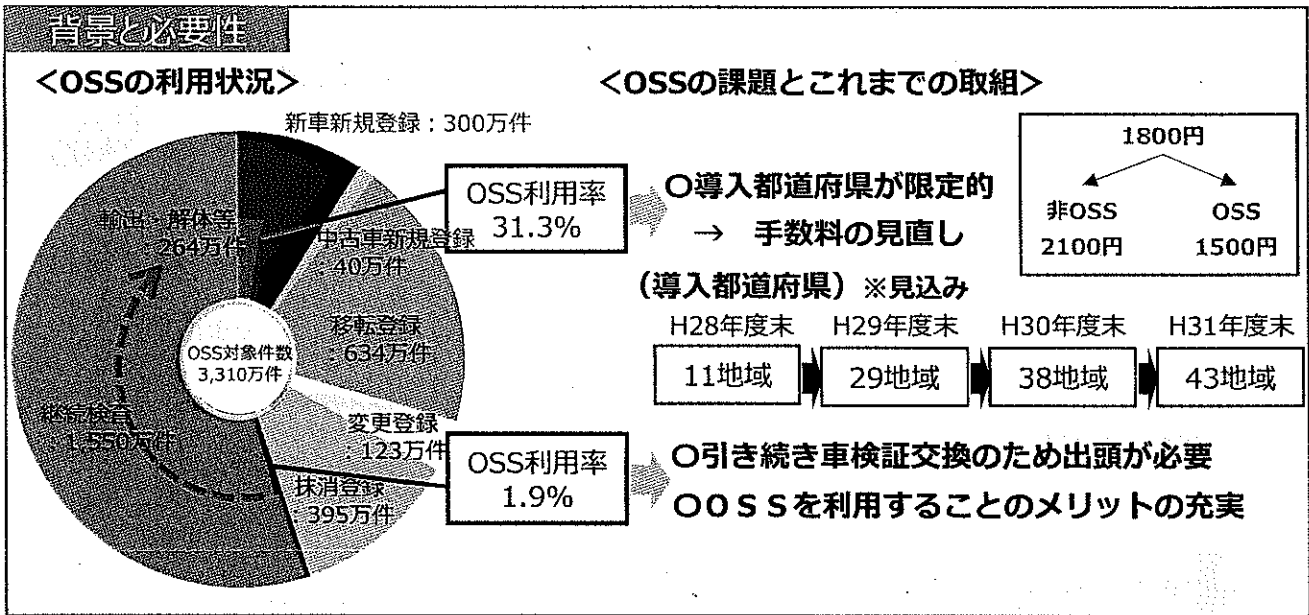 背景と必要性
＜OSSの利用状況＞
新車新規登録：300万件
OSS利用率
31.3%
輸出・解体等
264万件
中古車新規登録
：40万件
移転登録
：634万件
OSS対象件数
3,310万件
継続検査
：1,550万件
変更登録
：123万件
抹消登録
：395万件
OSS利用率
1.9%
＜OSSの課題とこれまでの取組＞
○導入都道府県が限定的
→ 手数料の見直し
1800円
非OSS OSS
2100円 1500円
（導入都道府県）※見込み
H28年度末 H29年度末 H30年度末 H31年度末
11地域 29地域 38地域 43地域
○引き続き車検証交換のため出頭が必要
○ＯＳＳを利用することのメリットの充実